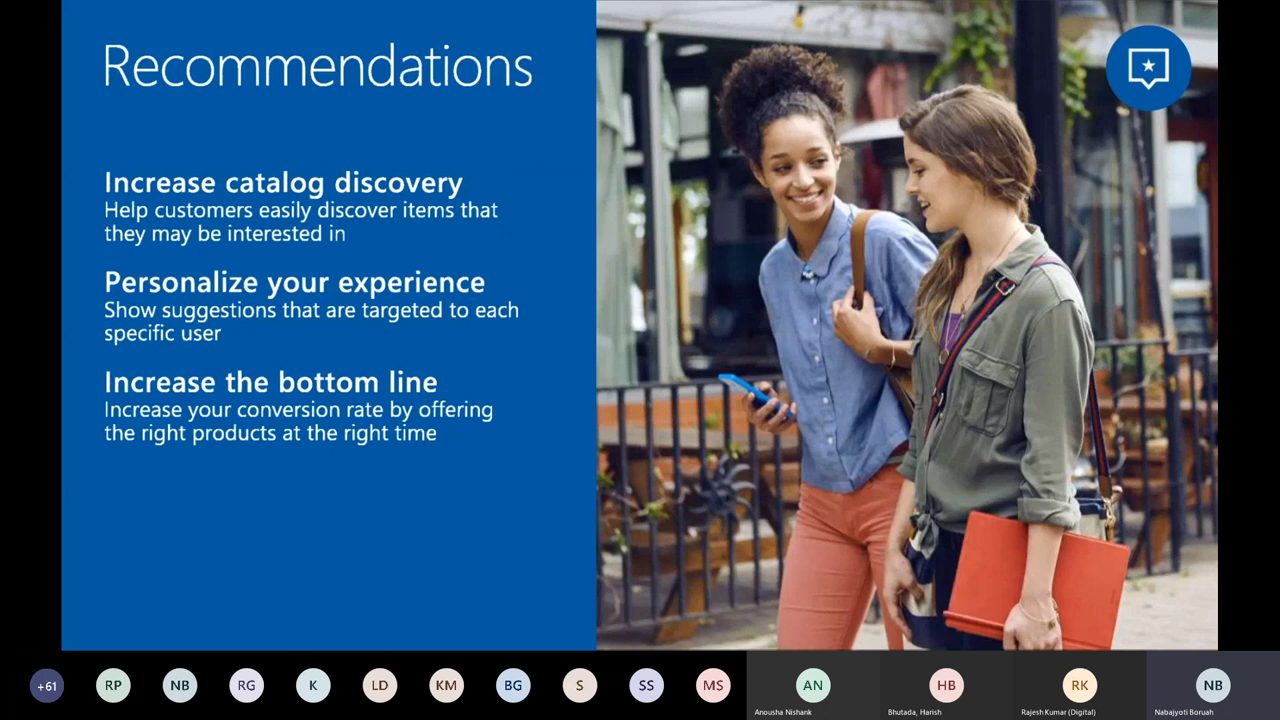 Recommendations
Increase catalog discovery
Help customers easily discover items that
they may be interested in
Personalize your experience
Show suggestions that are targeted to each
specific user
Increase the bottom line
Increase your conversion rate by offering
the right products at the right time
+61
RP
NB
RG
K
LD
KM
BG
S
SS
MS
AN
HB
RK
NB
Anousha Nishank
Bhutada, Harish
Rajesh Kumar (Digital)
Nabajyoti Boruah